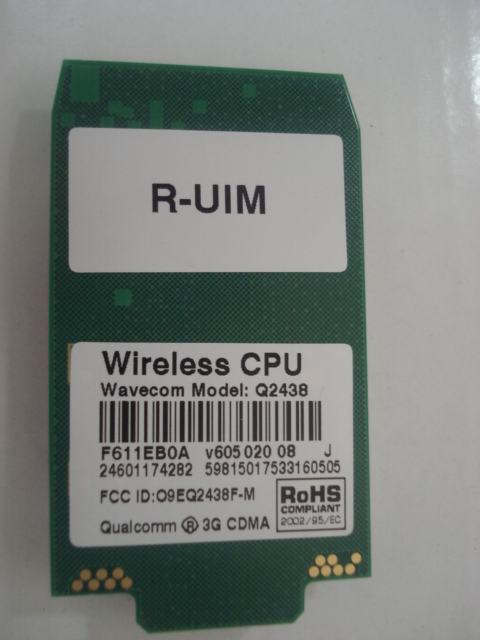 R-UIM
Wireless CPU
Wavecom Model: Q2438
F611EB0A v605 020 08 J
24601174282 59815017533160505
FCC ID:O9EQ2438F-M
RoHS
COMPLIANT
2002/95/EC
Qualcomm ® 3G CDMA